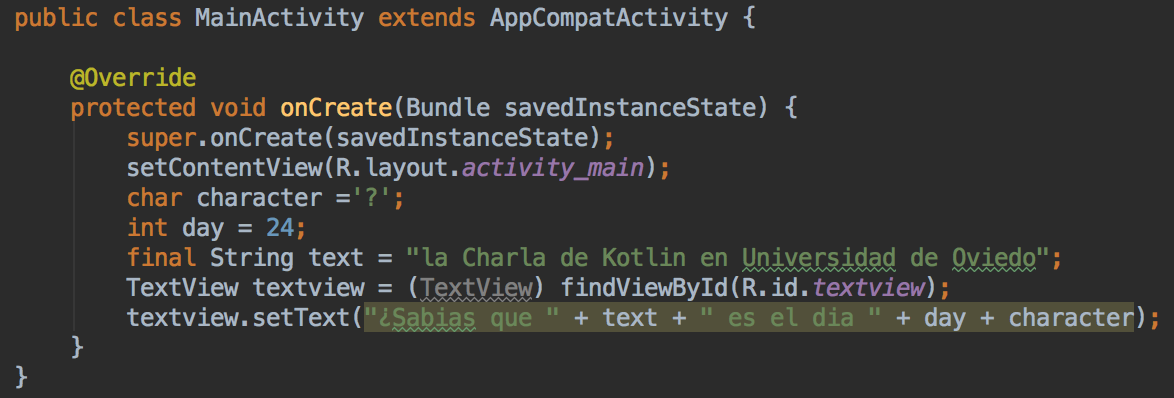 public class MainActivity extends AppCompatActivity {
@Override
protected void onCreate(Bundle savedInstanceState) {
super.onCreate(savedInstanceState);
setContentView(R.layout.activity_main);
char character ='?';
int day = 24;
final String text = "la Charla de Kotlin en Universidad de Oviedo";
TextView textview = (TextView) findViewById(R.id.textview);
textview.setText("¿Sabias que " + text + " es el dia " + day + character);
}
}